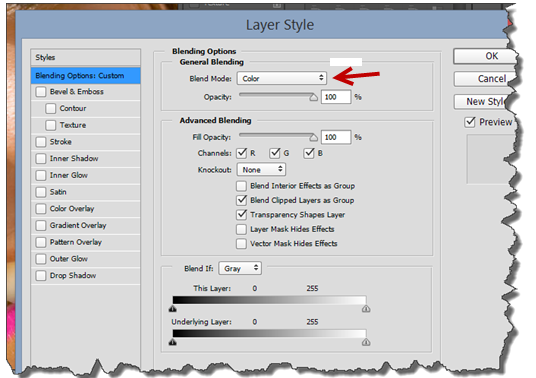 Layer Style
Styles
Blending Options: Custom
Bevel & Emboss
Contour
Texture
Stroke
Inner Shadow
Inner Glow
Satin
Color Overlay
Gradient Overlay
Pattern Overlay
Outer Glow
Drop Shadow
Blending Options
General Blending
Blend Mode: Color
Opacity: 100 %
Advanced Blending
Fill Opacity: 100 %
Channels: R G B
Knockout: None
Blend Interior Effects as Group
Blend Clipped Layers as Group
Transparency Shapes Layer
Layer Mask Hides Effects
Vector Mask Hides Effects
Blend If: Gray
This Layer: 0 255
Underlying Layer: 0 255
OK
Cancel
New Style
Preview